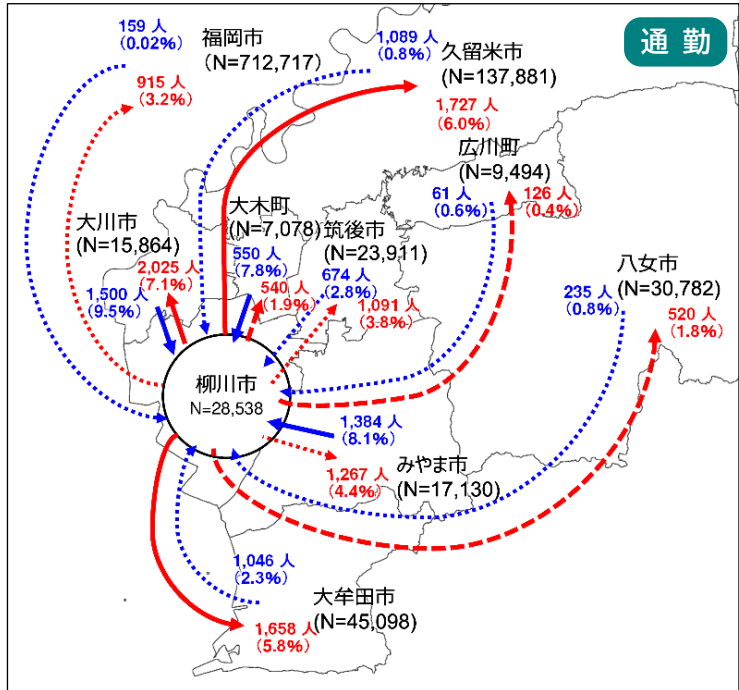 通 勤
159 人
(0.02%)
福岡市
(N=712,717)
915 人
(3.2%)
1,089 人
(0.8%)
久留米市
(N=137,881)
1,727 人
(6.0%)
広川町
(N=9,494)
61 人
(0.6%)
126 人
(0.4%)
大川市
(N=15,864)
2,025 人
(7.1%)
1,500 人
(9.5%)
大木町
(N=7,078)
550 人
(7.8%)
540 人
(1.9%)
筑後市
(N=23,911)
674 人
(2.8%)
1,091 人
(3.8%)
八女市
(N=30,782)
235 人
(0.8%)
520 人
(1.8%)
柳川市
N=28,538
1,384 人
(8.1%)
みやま市
(N=17,130)
1,267 人
(4.4%)
1,046 人
(2.3%)
大牟田市
(N=45,098)
1,658 人
(5.8%)